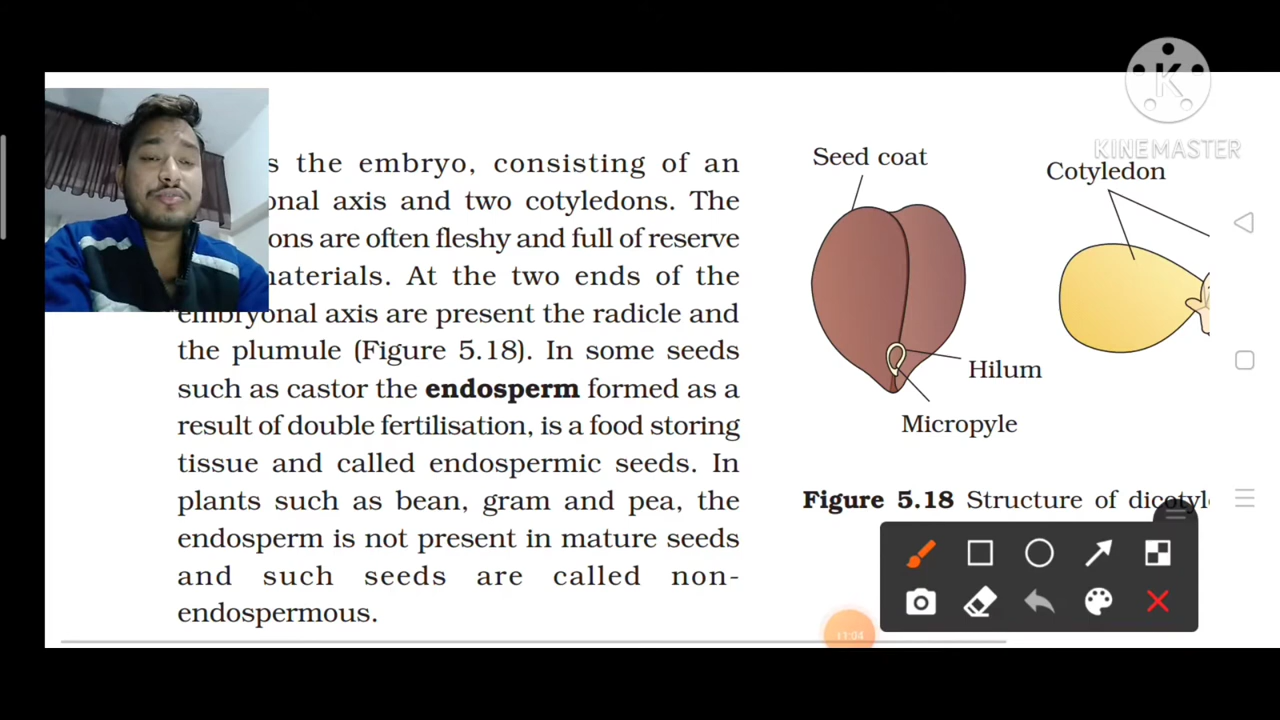 KINEMASTER
s the embryo, consisting of an
onal axis and two cotyledons. The
ons are often fleshy and full of reserve
materials. At the two ends of the
embryonal axis are present the radicle and
the plumule (Figure 5.18). In some seeds
such as castor the endosperm formed as a
result of double fertilisation, is a food storing
tissue and called endospermic seeds. In
plants such as bean, gram and pea, the
endosperm is not present in mature seeds
and such seeds are called non-
endospermous.
Seed coat
Cotyledon
Hilum
Micropyle
Figure 5.18 Structure of dicotyl
11:04